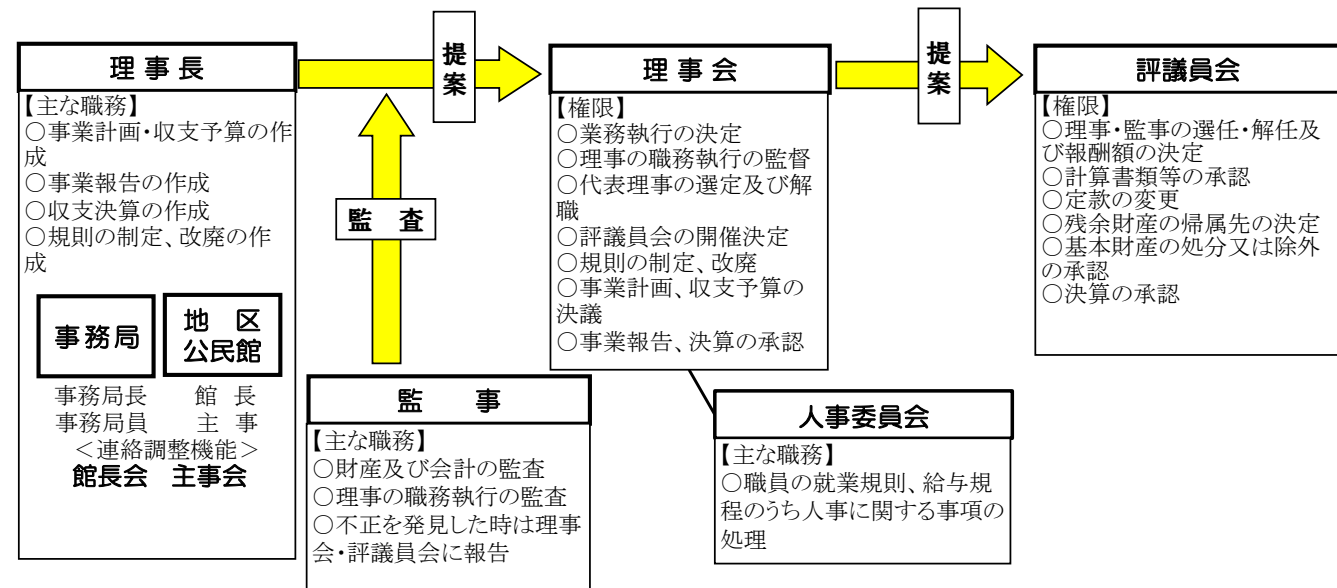 理事長
【主な職務】
○事業計画・収支予算の作
成
○事業報告の作成
○収支決算の作成
○規則の制定、改廃の作
成
事務局
地　区
公民館
事務局長　館　長
事務局員　主　事
＜連絡調整機能＞
館長会　主事会
提案
監　査
監　事
【主な職務】
○財産及び会計の監査
○理事の職務執行の監査
○不正を発見した時は理事
会・評議員会に報告
理事会
【権限】
○業務執行の決定
○理事の職務執行の監督
○代表理事の選定及び解
職
○評議員会の開催決定
○規則の制定、改廃
○事業計画、収支予算の
決議
○事業報告、決算の承認
人事委員会
【主な職務】
○職員の就業規則、給与規
程のうち人事に関する事項の
処理
提案
評議員会
【権限】
○理事・監事の選任・解任及
び報酬額の決定
○計算書類等の承認
○定款の変更
○残余財産の帰属先の決定
○基本財産の処分又は除外
の承認
○決算の承認